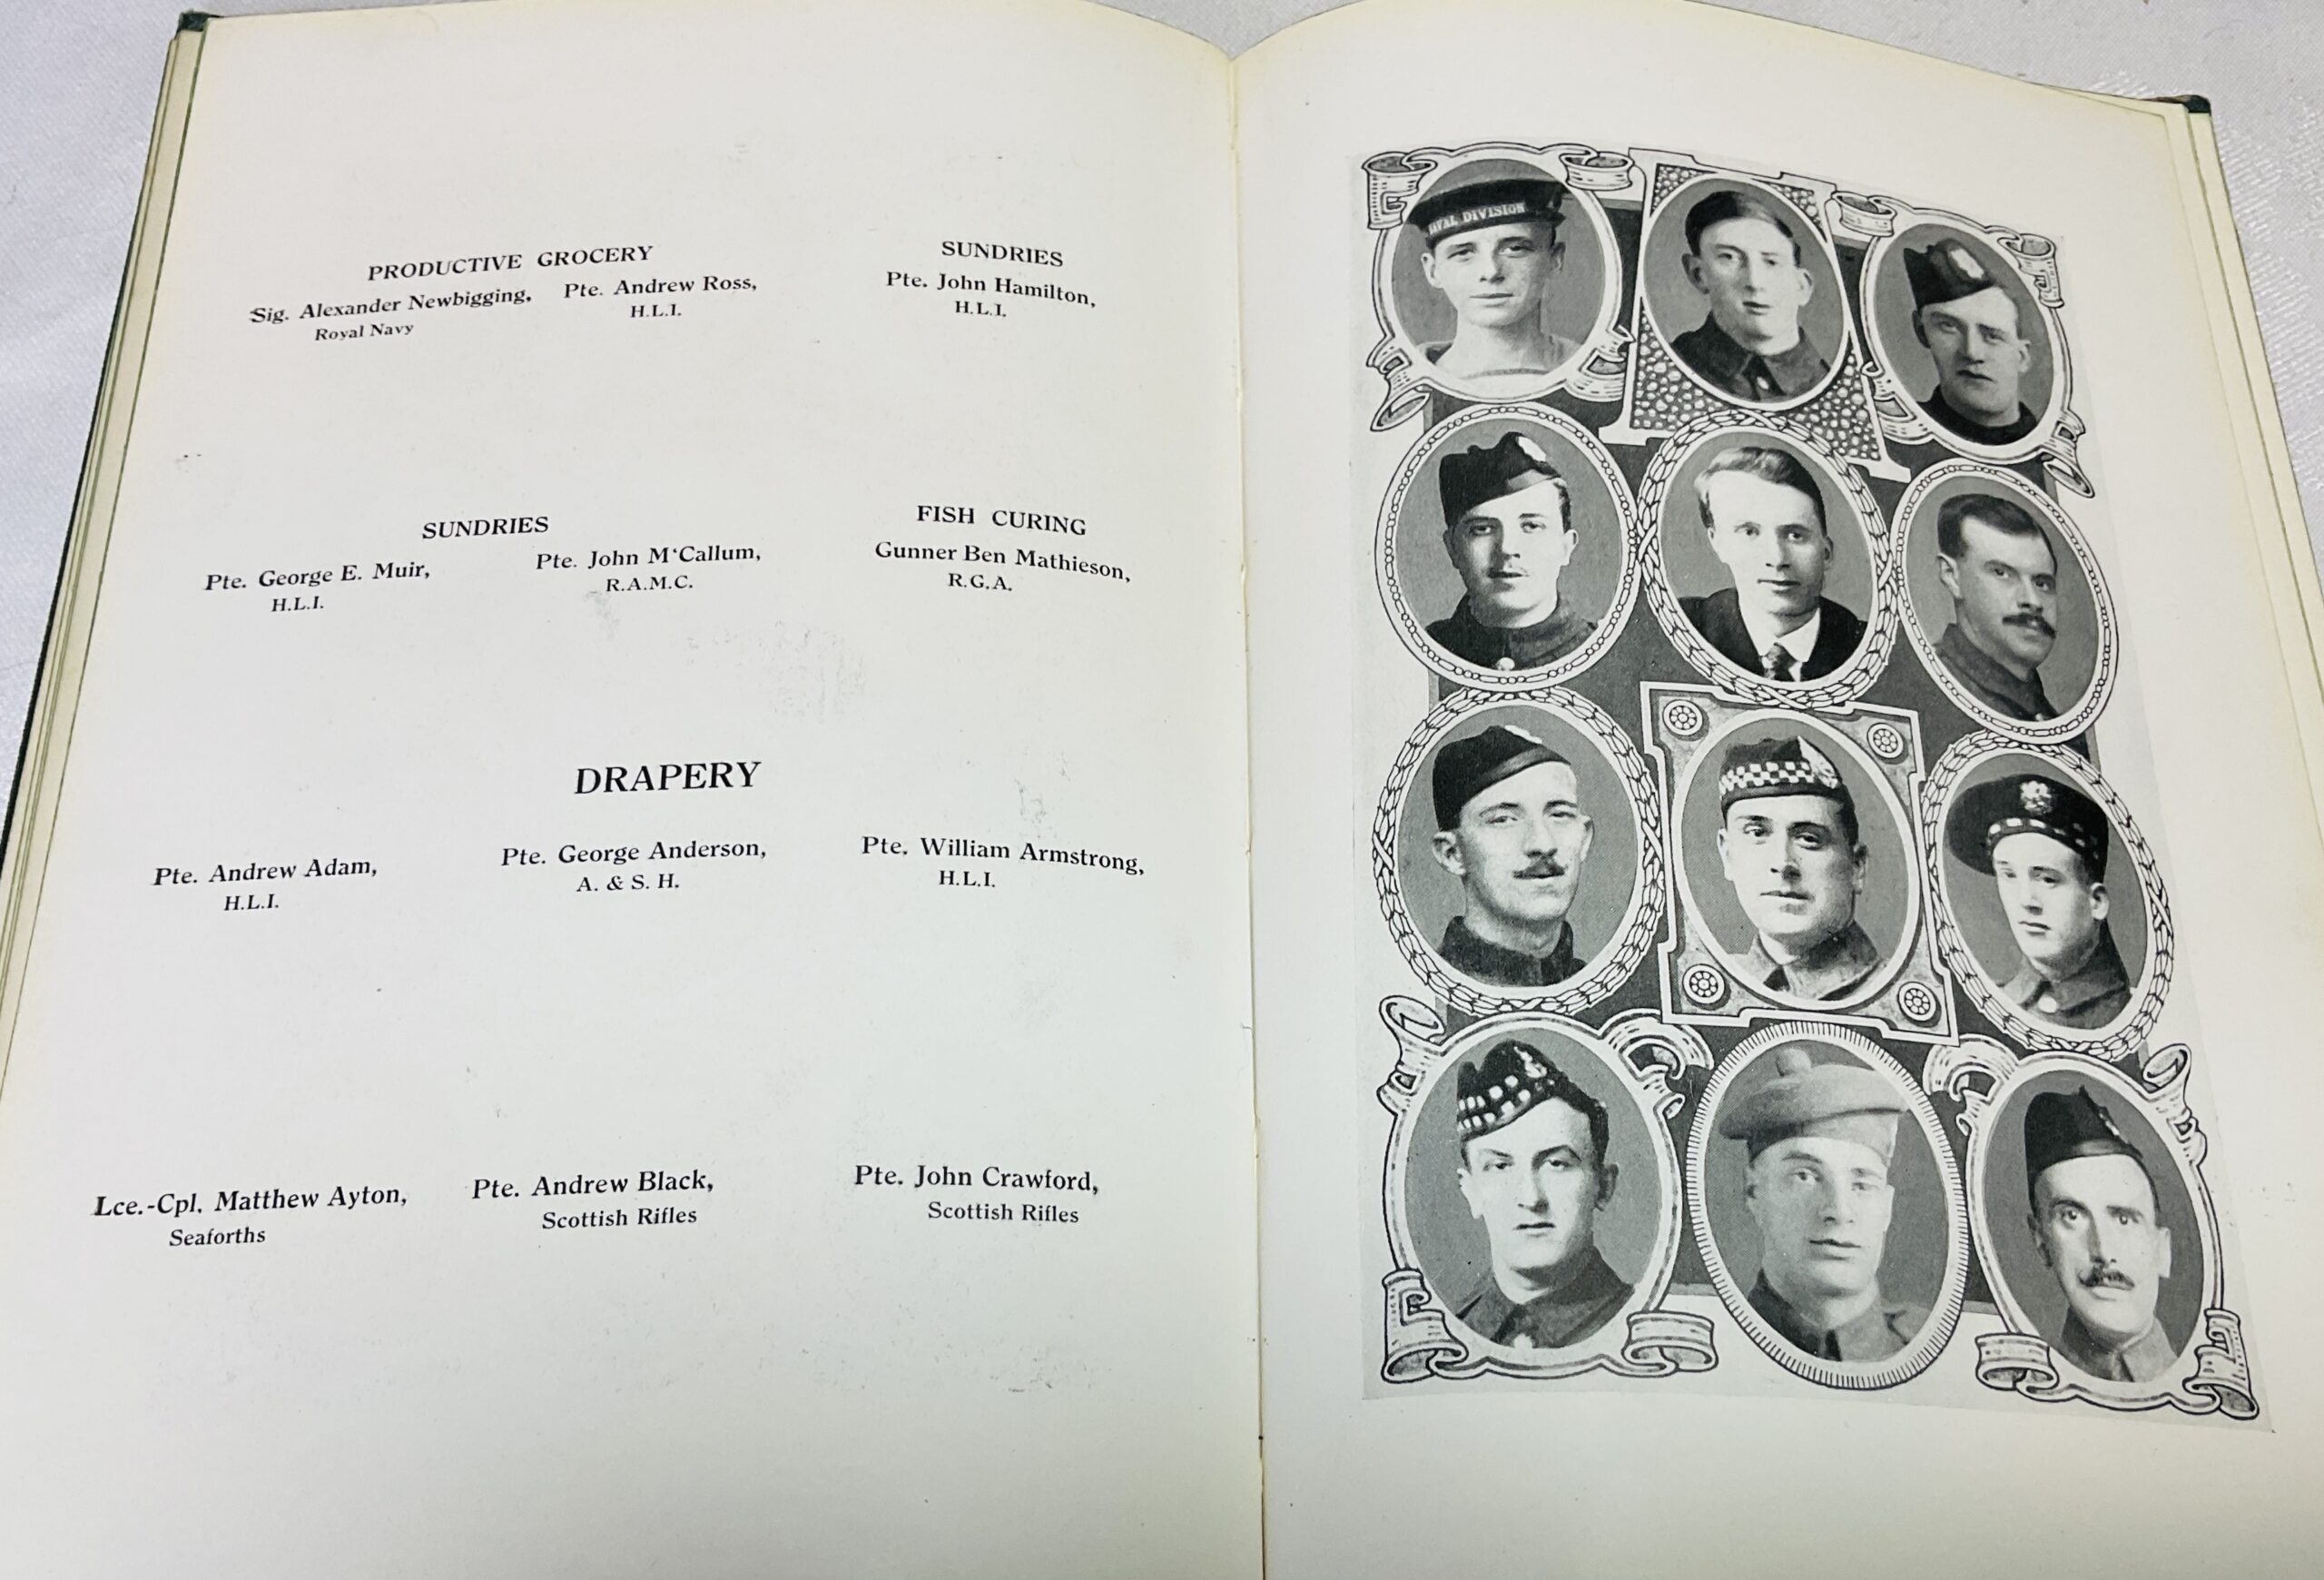 PRODUCTIVE GROCERY
Sig. Alexander Newbigging,
Royal Navy
Pte. Andrew Ross,
H.L.I.
SUNDRIES
Pte. John Hamilton,
H.L.I.
SUNDRIES
Pte. George E. Muir,
H.L.I.
Pte. John M‘Callum,
R.A.M.C.
FISH CURING
Gunner Ben Mathieson,
R.G.A.
DRAPERY
Pte. Andrew Adam,
H.L.I.
Pte. George Anderson,
A. & S. H.
Pte. William Armstrong,
H.L.I.
Lce.-Cpl. Matthew Ayton,
Seaforths
Pte. Andrew Black,
Scottish Rifles
Pte. John Crawford,
Scottish Rifles
NAVAL DIVISION